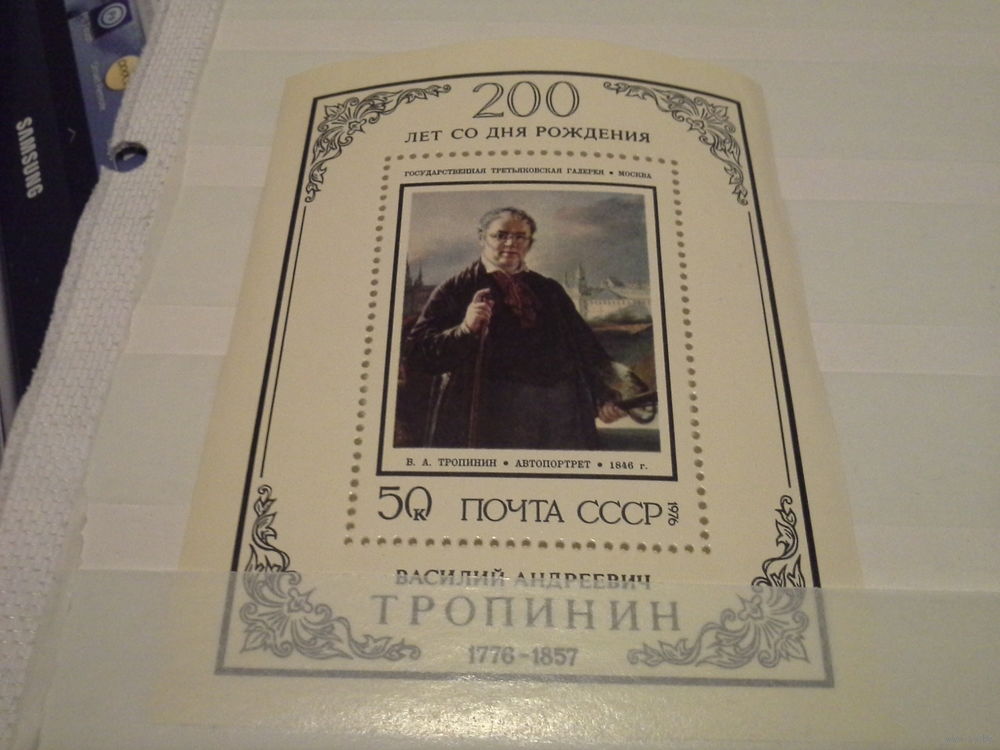 SAMSUNG
200
ЛЕТ СО ДНЯ РОЖДЕНИЯ
ГОСУДАРСТВЕННАЯ ТРЕТЬЯКОВСКАЯ ГАЛЕРЕЯ • МОСКВА
В. А. ТРОПИНИН • АВТОПОРТРЕТ • 1846 г.
50к ПОЧТА СССР 1976
ВАСИЛИЙ АНДРЕЕВИЧ
ТРОПИНИН
1776-1857